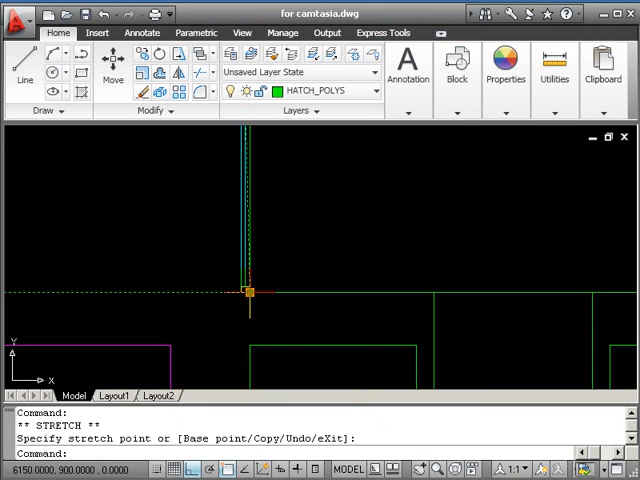 for camtasia.dwg
Home Insert Annotate Parametric View Manage Output Express Tools
Unsaved Layer State
HATCH_POLYS
Line Move Annotation Block Properties Utilities Clipboard
Draw Modify Layers
Y
X
Model Layout1 Layout2
Command:
** STRETCH **
Specify stretch point or [Base point/Copy/Undo/eXit]:
Command:
6150.0000, 900.0000 , 0.0000 MODEL 1:1